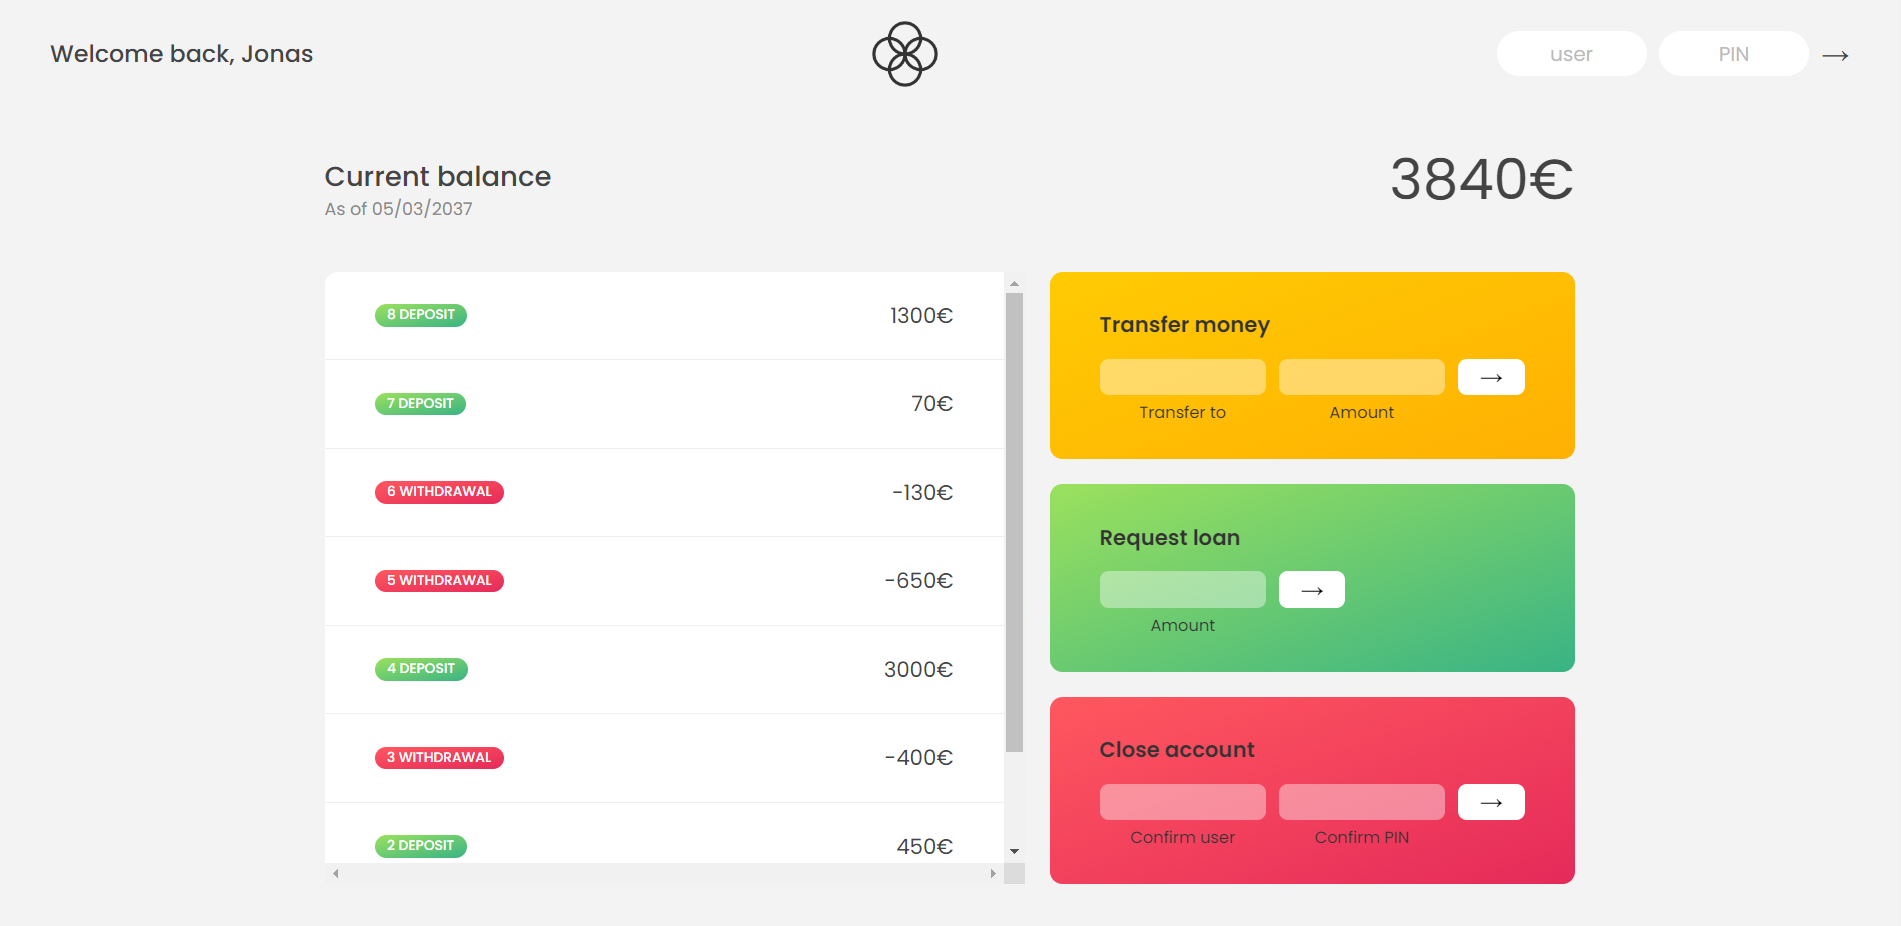 Welcome back, Jonas
user
PIN
→
Current balance
3840€
As of 05/03/2037
8 DEPOSIT
1300€
7 DEPOSIT
70€
6 WITHDRAWAL
-130€
5 WITHDRAWAL
-650€
4 DEPOSIT
3000€
3 WITHDRAWAL
-400€
2 DEPOSIT
450€
Transfer money
→
Transfer to
Amount
Request loan
→
Amount
Close account
→
Confirm user
Confirm PIN